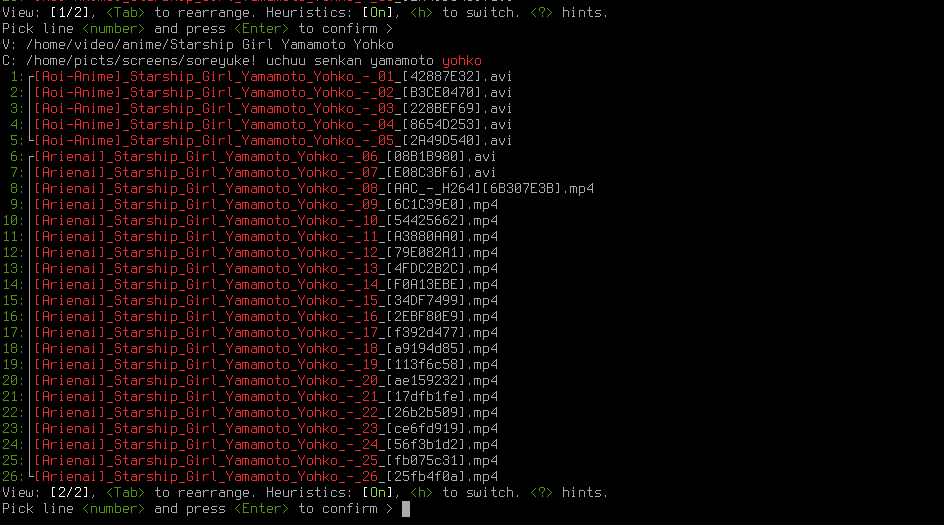 View: [1/2], <Tab> to rearrange. Heuristics: [On], <h> to switch. <?> hints.
Pick line <number> and press <Enter> to confirm >
V: /home/video/anime/Starship Girl Yamamoto Yohko
C: /home/picts/screens/soreyuke! uchuu senkan yamamoto yohko
1: [Aoi-Anime]_Starship_Girl_Yamamoto_Yohko_-_01_[42887E32].avi
2: [Aoi-Anime]_Starship_Girl_Yamamoto_Yohko_-_02_[B3CE0470].avi
3: [Aoi-Anime]_Starship_Girl_Yamamoto_Yohko_-_03_[228BEF69].avi
4: [Aoi-Anime]_Starship_Girl_Yamamoto_Yohko_-_04_[8654D253].avi
5: [Aoi-Anime]_Starship_Girl_Yamamoto_Yohko_-_05_[2A49D540].avi
6: [Arienai]_Starship_Girl_Yamamoto_Yohko_-_06_[08B1B980].avi
7: [Arienai]_Starship_Girl_Yamamoto_Yohko_-_07_[E08C3BF6].avi
8: [Arienai]_Starship_Girl_Yamamoto_Yohko_-_08_[AAC_-_H264][6B307E3B].mp4
9: [Arienai]_Starship_Girl_Yamamoto_Yohko_-_09_[6C1C39E0].mp4
10: [Arienai]_Starship_Girl_Yamamoto_Yohko_-_10_[54425662].mp4
11: [Arienai]_Starship_Girl_Yamamoto_Yohko_-_11_[A3880AA0].mp4
12: [Arienai]_Starship_Girl_Yamamoto_Yohko_-_12_[79E082A1].mp4
13: [Arienai]_Starship_Girl_Yamamoto_Yohko_-_13_[4FDC2B2C].mp4
14: [Arienai]_Starship_Girl_Yamamoto_Yohko_-_14_[F0A13EBE].mp4
15: [Arienai]_Starship_Girl_Yamamoto_Yohko_-_15_[34DF7499].mp4
16: [Arienai]_Starship_Girl_Yamamoto_Yohko_-_16_[2EBF80E9].mp4
17: [Arienai]_Starship_Girl_Yamamoto_Yohko_-_17_[f392d477].mp4
18: [Arienai]_Starship_Girl_Yamamoto_Yohko_-_18_[a9194d85].mp4
19: [Arienai]_Starship_Girl_Yamamoto_Yohko_-_19_[113f6c58].mp4
20: [Arienai]_Starship_Girl_Yamamoto_Yohko_-_20_[ae159232].mp4
21: [Arienai]_Starship_Girl_Yamamoto_Yohko_-_21_[17dfb1fe].mp4
22: [Arienai]_Starship_Girl_Yamamoto_Yohko_-_22_[26b2b509].mp4
23: [Arienai]_Starship_Girl_Yamamoto_Yohko_-_23_[ce6fd919].mp4
24: [Arienai]_Starship_Girl_Yamamoto_Yohko_-_24_[56f3b1d2].mp4
25: [Arienai]_Starship_Girl_Yamamoto_Yohko_-_25_[fb075c31].mp4
26: [Arienai]_Starship_Girl_Yamamoto_Yohko_-_26_[25fb4f0a].mp4
View: [2/2], <Tab> to rearrange. Heuristics: [On], <h> to switch. <?> hints.
Pick line <number> and press <Enter> to confirm >